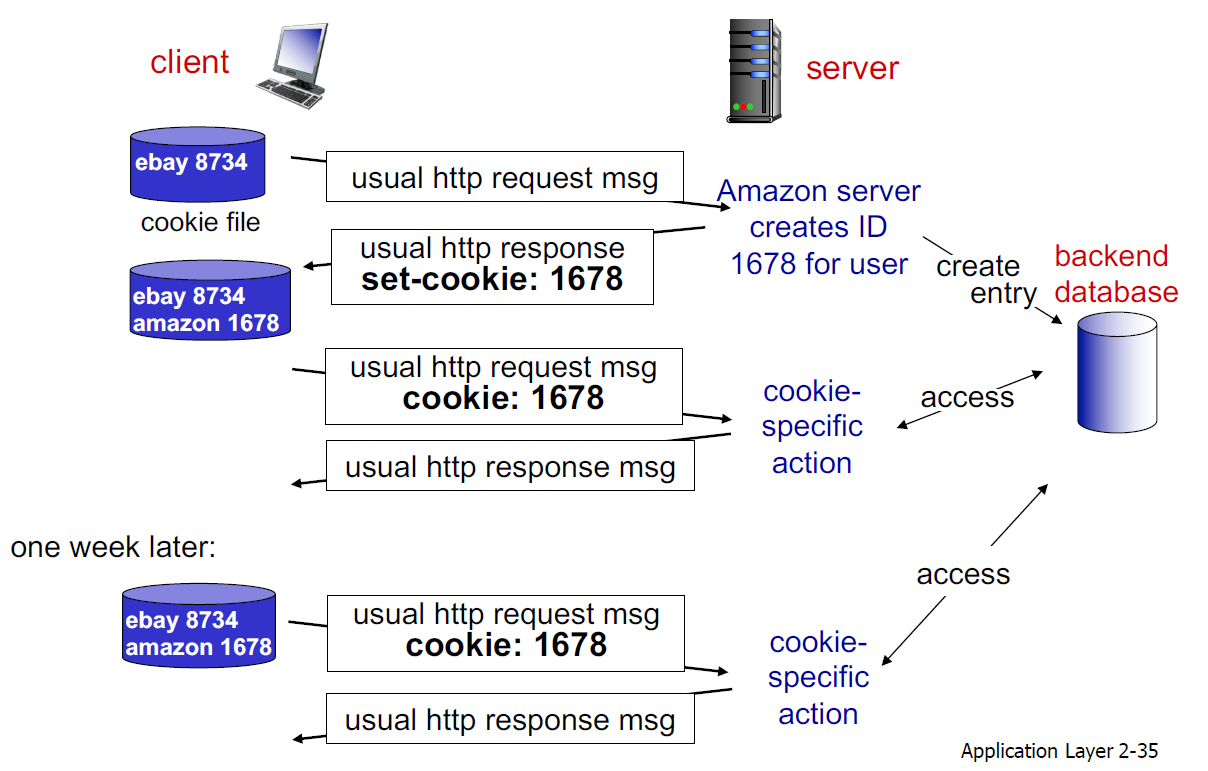 client
server
ebay 8734
cookie file
usual http request msg
Amazon server
creates ID
1678 for user
usual http response
set-cookie: 1678
ebay 8734
amazon 1678
create
entry
backend
database
usual http request msg
cookie: 1678
cookie-
specific
action
access
usual http response msg
one week later:
access
ebay 8734
amazon 1678
usual http request msg
cookie: 1678
cookie-
specific
action
usual http response msg
Application Layer 2-35